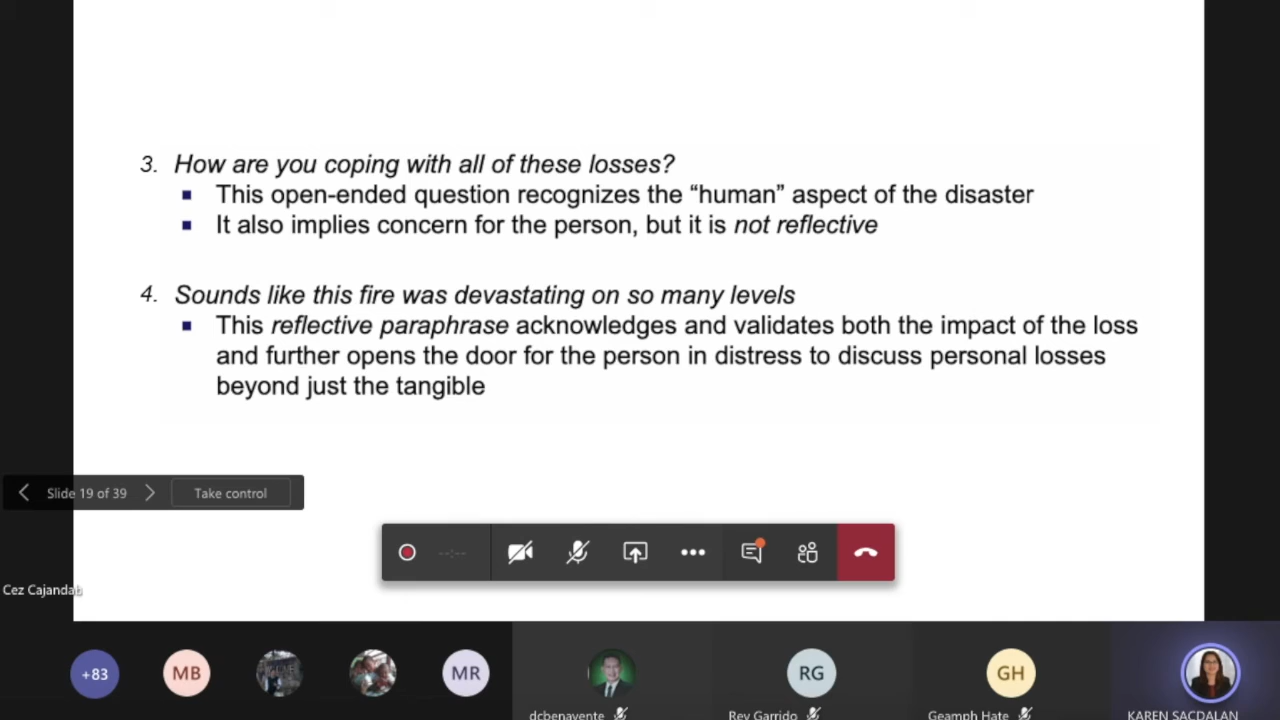 3. How are you coping with all of these losses?
▪ This open-ended question recognizes the “human” aspect of the disaster
▪ It also implies concern for the person, but it is not reflective
4. Sounds like this fire was devastating on so many levels
▪ This reflective paraphrase acknowledges and validates both the impact of the loss
and further opens the door for the person in distress to discuss personal losses
beyond just the tangible
Slide 19 of 39
Take control
--:--
Cez Cajandab
+83
MB
MR
RG
GH
dcbenavente
Rey Garrido
Geamph Hate
KAREN SACDALAN